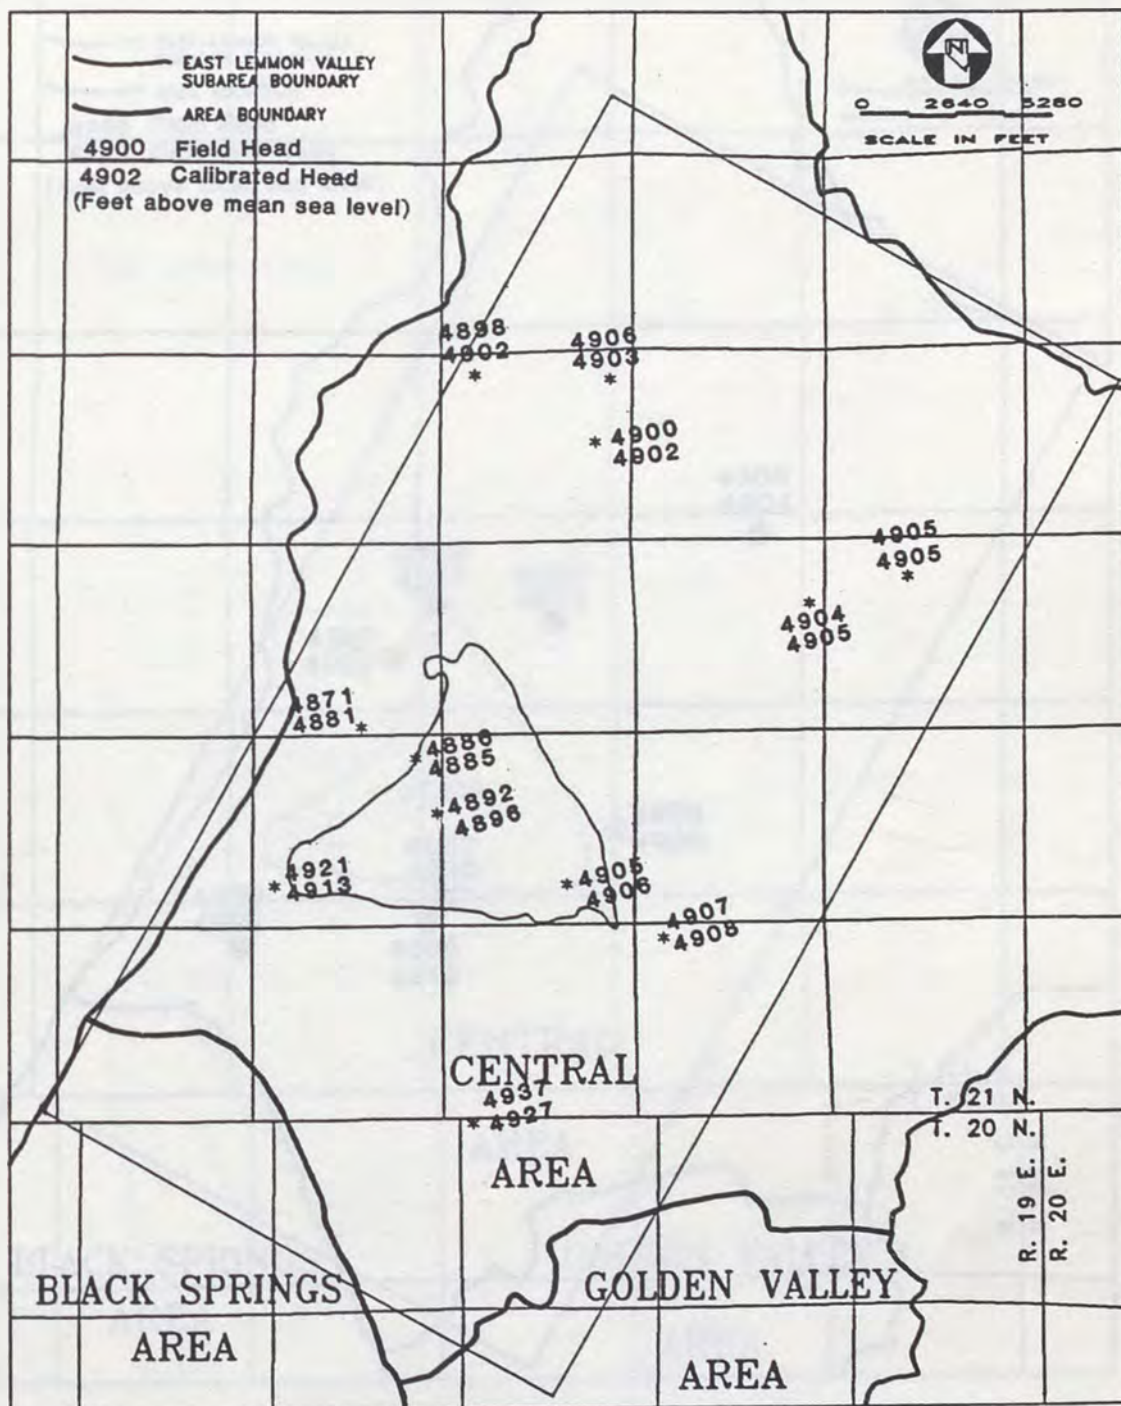 EAST LEMMON VALLEY
SUBAREA BOUNDARY
AREA BOUNDARY
4900 Field Head
4902 Calibrated Head
(Feet above mean sea level)
N
0 2640 5280
SCALE IN FEET
4898
4902
4906
4903
4900
4902
4905
4905
4904
4905
4871
4881
4886
4885
4892
4896
4921
4913
4905
4906
4907
4908
CENTRAL
4937
4927
AREA
T. 21 N.
T. 20 N.
R. 19 E.
R. 20 E.
BLACK SPRINGS
AREA
GOLDEN VALLEY
AREA